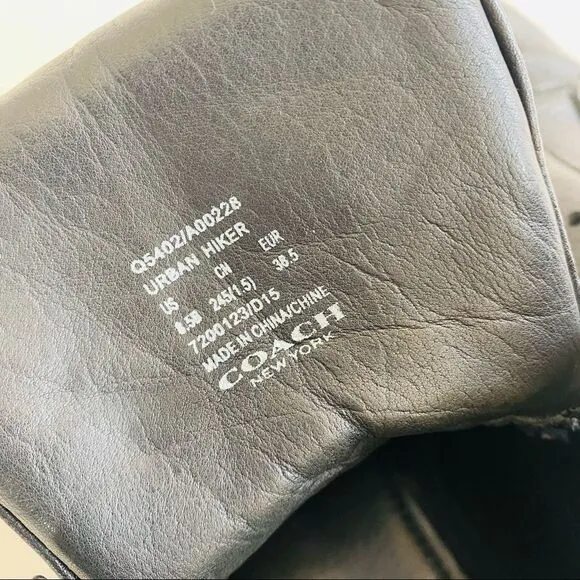 Q5402/A00228
URBAN HIKER
US CN EUR
8.5B 245(1.5) 38.5
7200123/D15
MADE IN CHINA/CHINE
COACH
NEW YORK